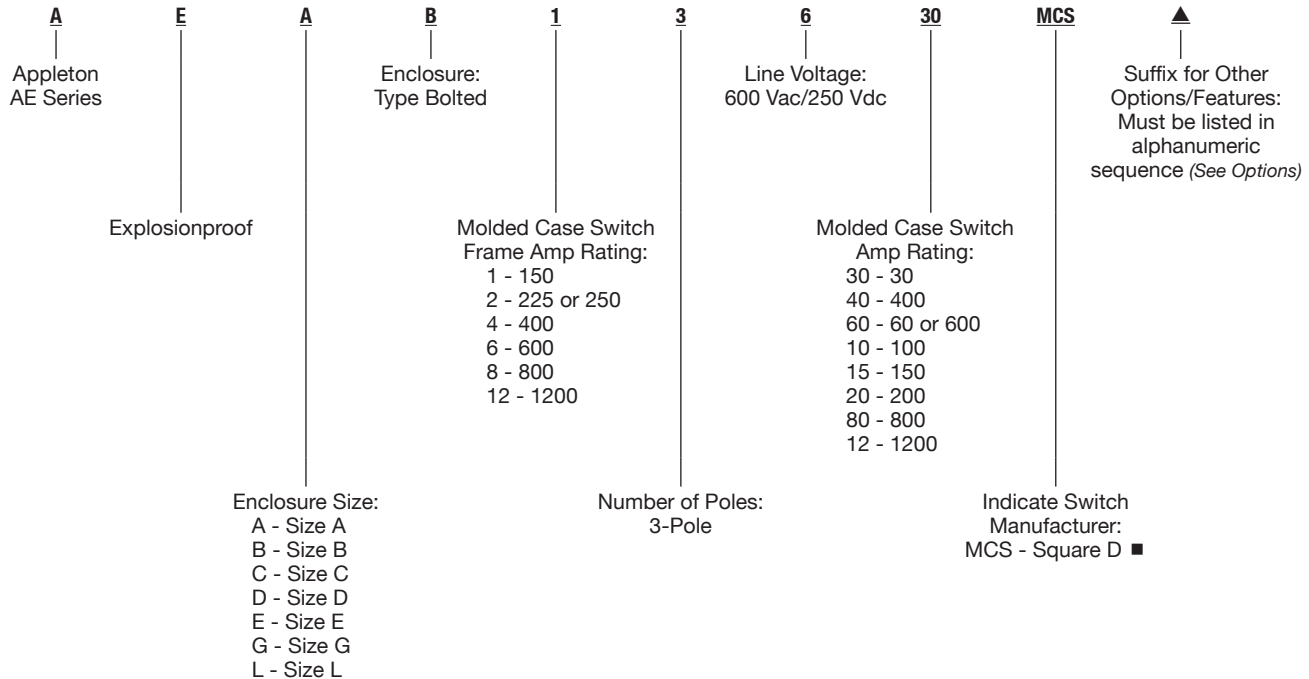 A E A B 1 3 6 30 MCS ▲
Appleton
AE Series
Enclosure:
Type Bolted
Line Voltage:
600 Vac/250 Vdc
Suffix for Other
Options/Features:
Must be listed in
alphanumeric
sequence (See Options)
Explosionproof
Molded Case Switch
Frame Amp Rating:
1 - 150
2 - 225 or 250
4 - 400
6 - 600
8 - 800
12 - 1200
Molded Case Switch
Amp Rating:
30 - 30
40 - 400
60 - 60 or 600
10 - 100
15 - 150
20 - 200
80 - 800
12 - 1200
Enclosure Size:
A - Size A
B - Size B
C - Size C
D - Size D
E - Size E
G - Size G
L - Size L
Number of Poles:
3-Pole
Indicate Switch
Manufacturer:
MCS - Square D ■